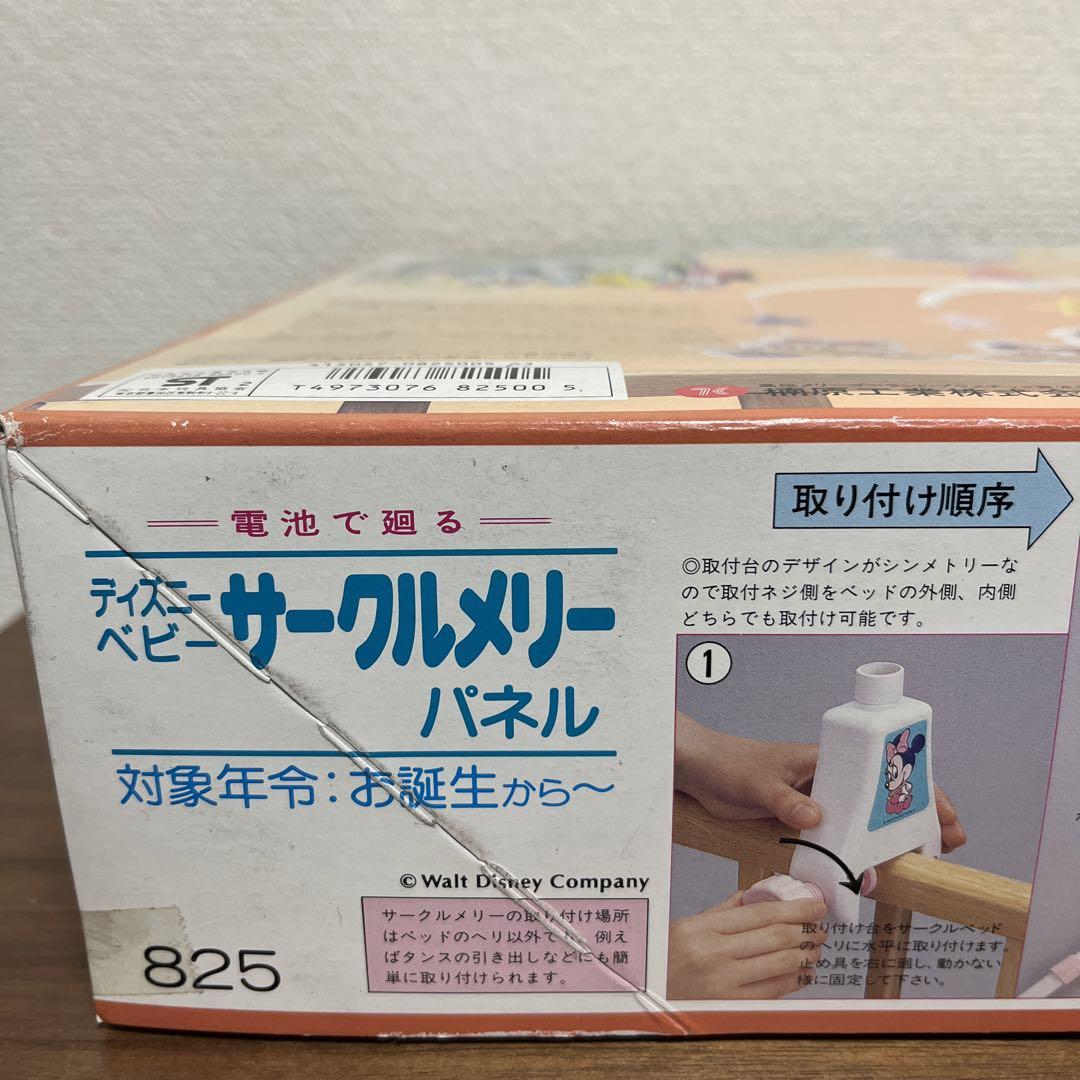 ST
T4973076 82500 5.
電池で廻る
ディズニーベビー サークルメリー
パネル
対象年令:お誕生から〜
© Walt Disney Company
サークルメリーの取り付け場所
はベッドのヘリ以外でも、例え
ばタンスの引き出しなどにも簡
単に取り付けられます。
825
取り付け順序
◎取付台のデザインがシンメトリーな
ので取付ネジ側をベッドの外側、内側
どちらでも取付け可能です。
1
取り付け台をサークルベッド
のヘリに水平に取り付けます。
止め具を右に廻し、動かない
様に固定して下さい。